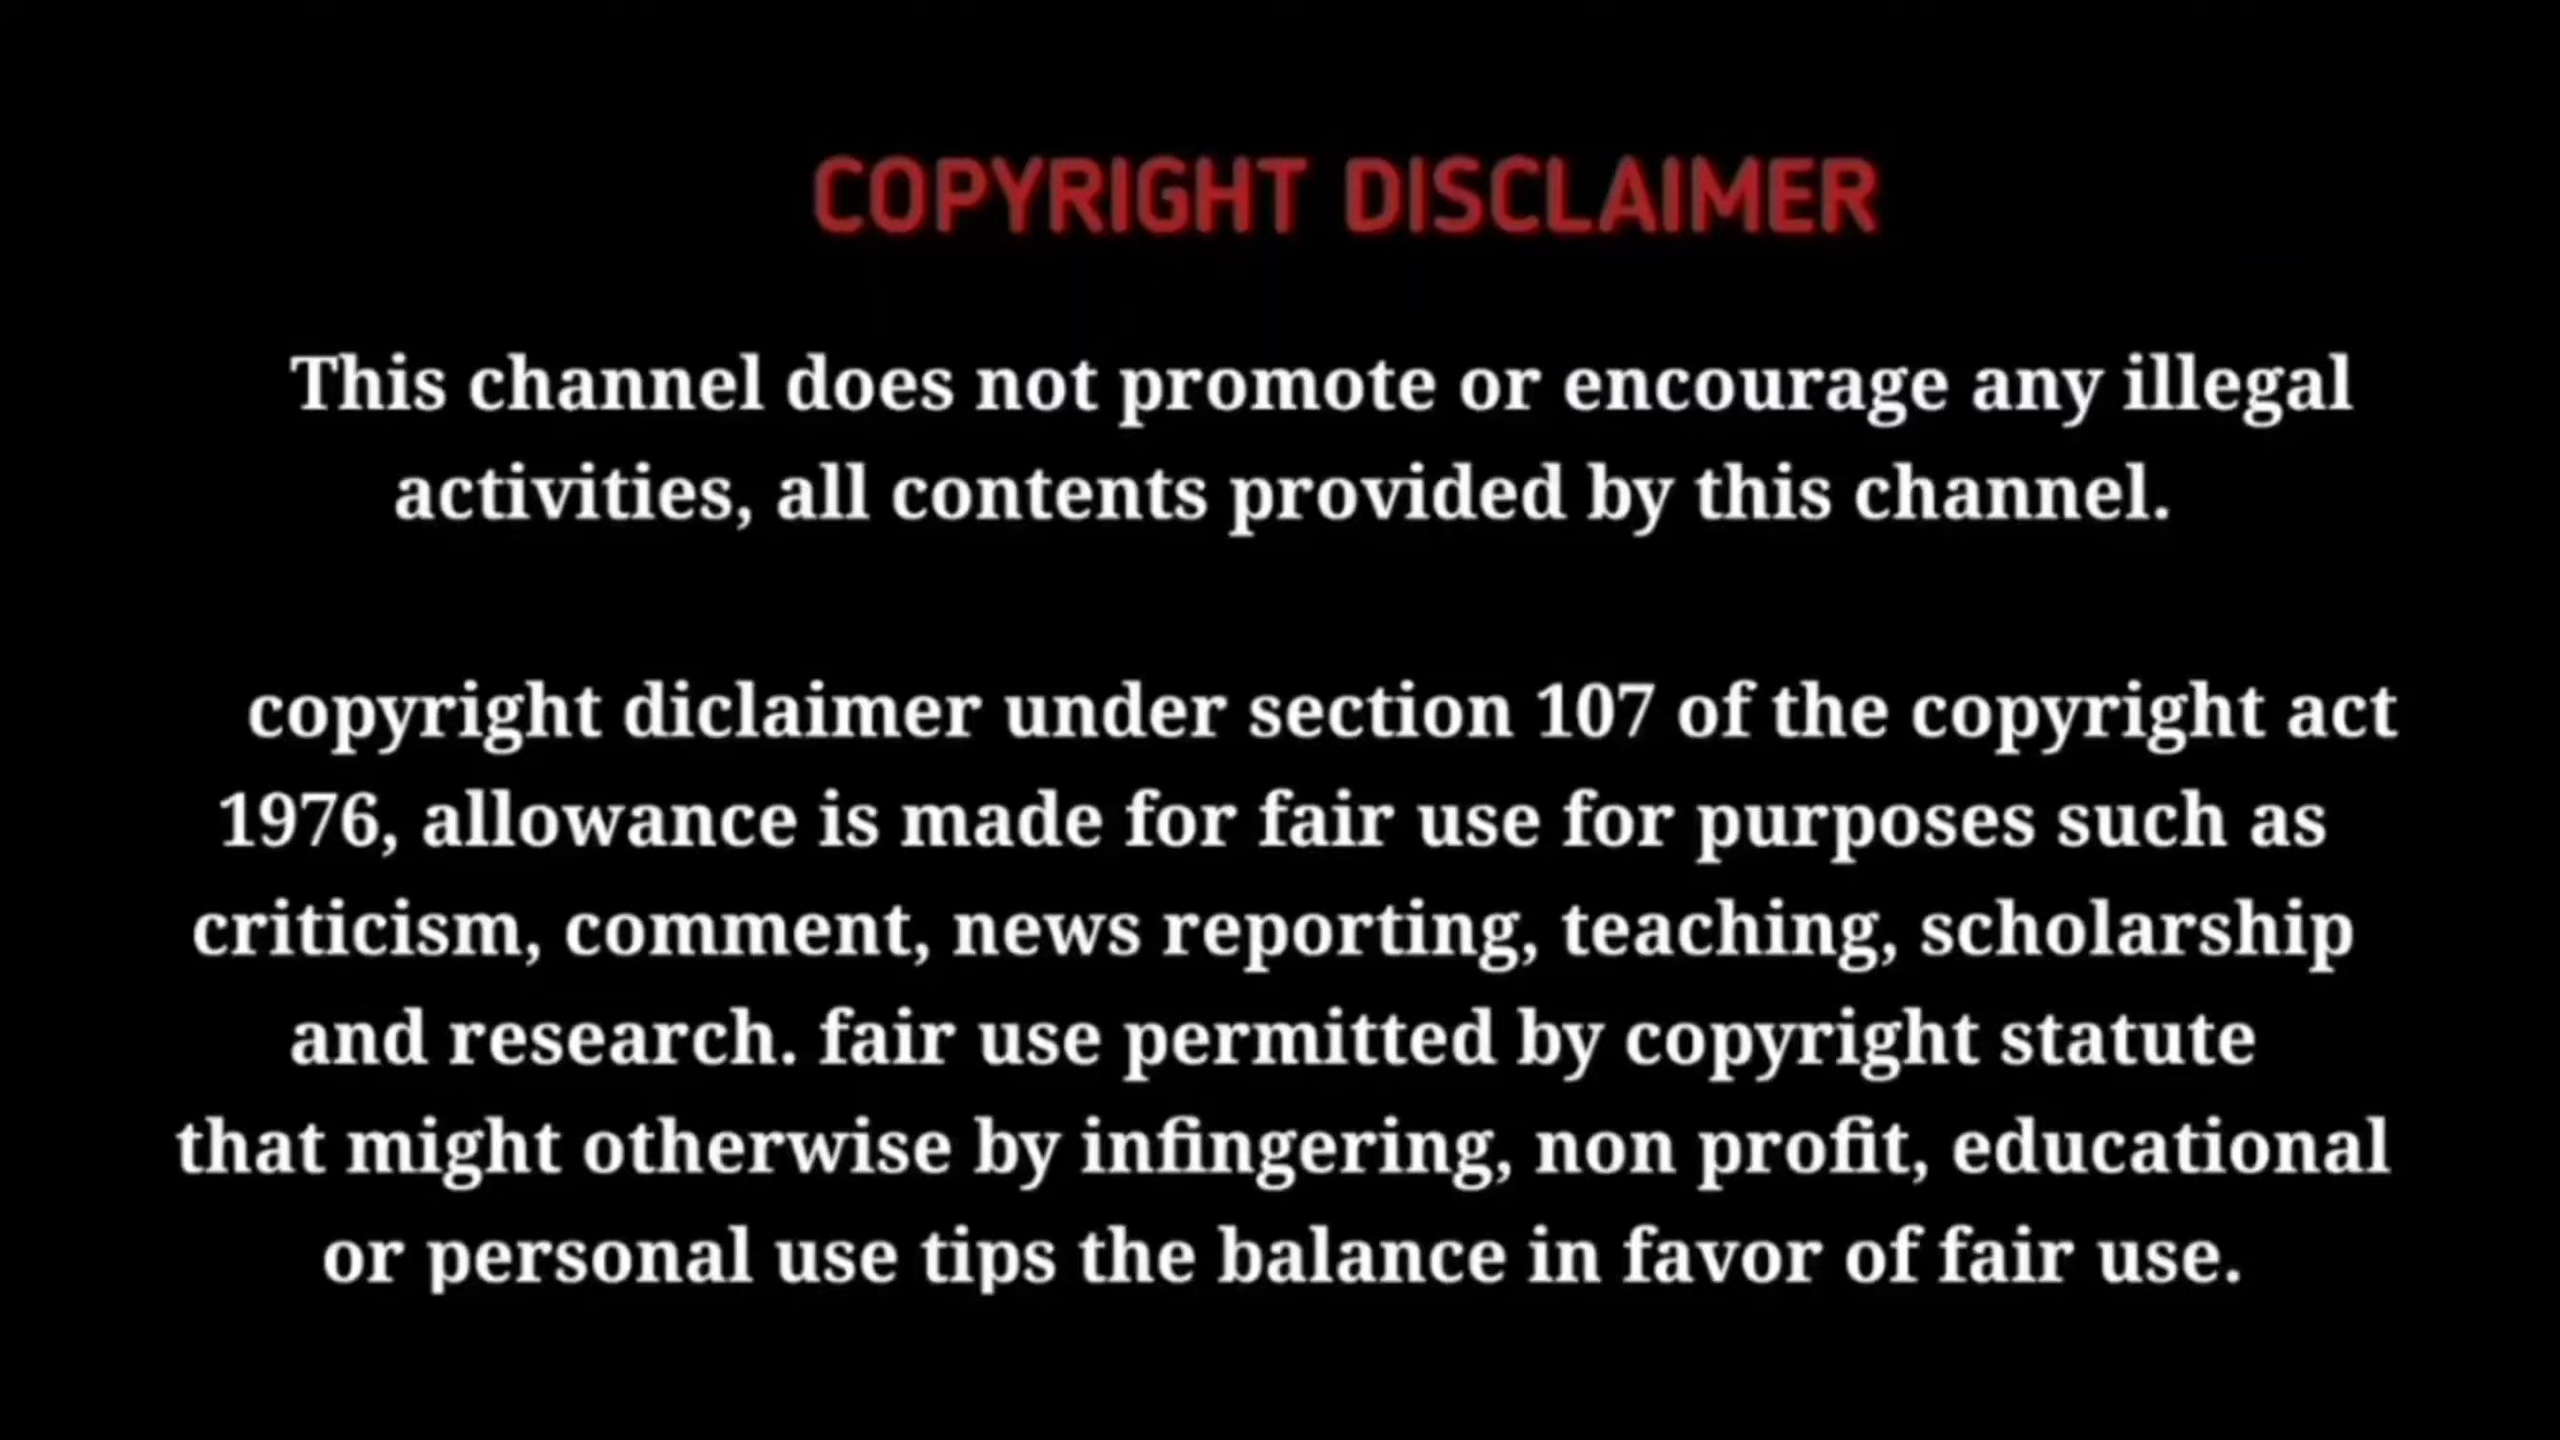 COPYRIGHT DISCLAIMER
This channel does not promote or encourage any illegal
activities, all contents provided by this channel.
copyright diclaimer under section 107 of the copyright act
1976, allowance is made for fair use for purposes such as
criticism, comment, news reporting, teaching, scholarship
and research. fair use permitted by copyright statute
that might otherwise by infingering, non profit, educational
or personal use tips the balance in favor of fair use.